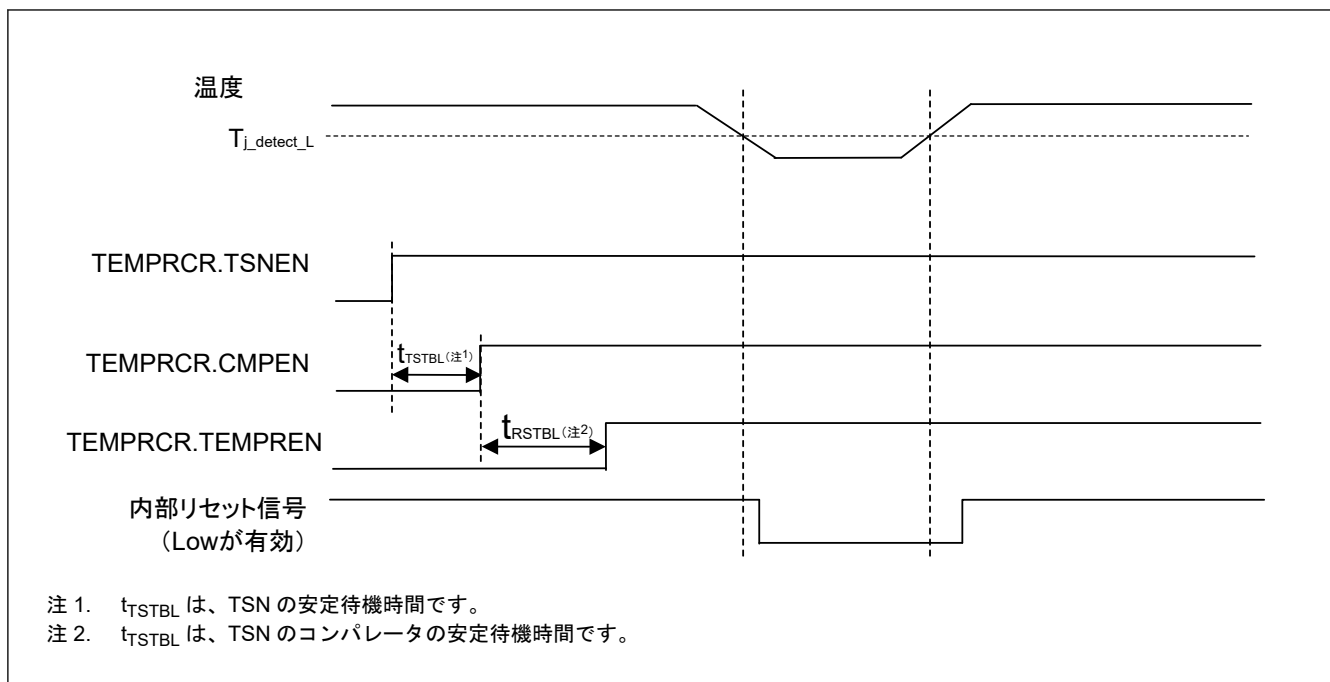 温度
Tj_detect_L
TEMPRCR.TSNEN
tTSTBL(注1)
TEMPRCR.CMPEN
tRSTBL(注2)
TEMPRCR.TEMPREN
内部リセット信号
(Lowが有効)
注 1. tTSTBL は、TSN の安定待機時間です。
注 2. tTSTBL は、TSN のコンパレータの安定待機時間です。